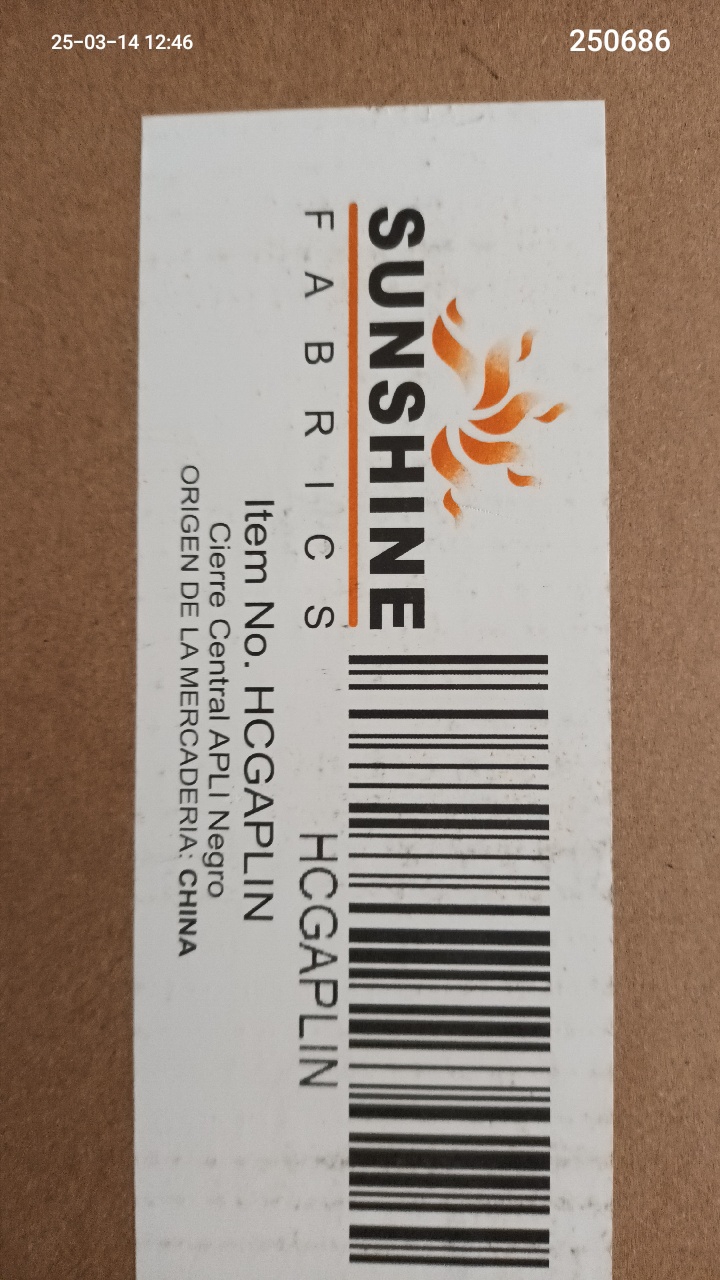 25-03-14 12:46
250686
SUNSHINE
FABRICS
HCGAPLIN
Item No. HCGAPLIN
Cierre Central APLI Negro
ORIGEN DE LA MERCADERIA: CHINA